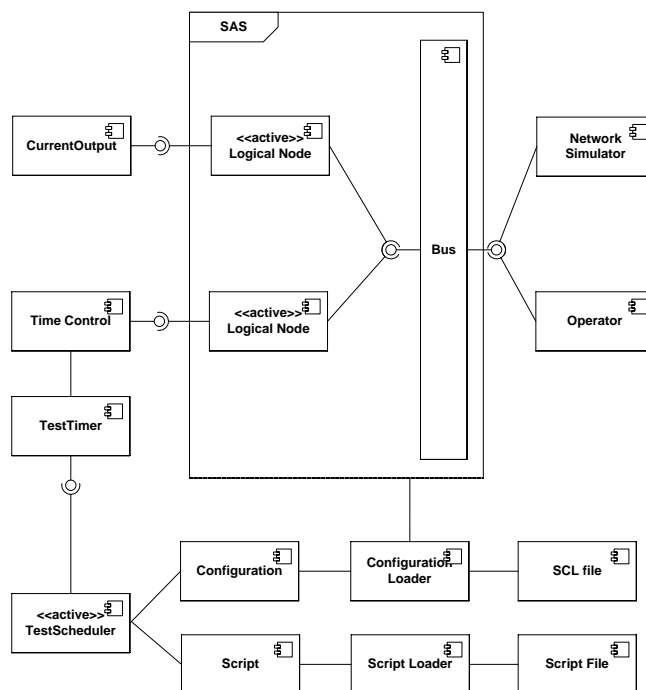 SAS
CurrentOutput
<<active>>
Logical Node
Network
Simulator
Bus
Time Control
<<active>>
Logical Node
Operator
TestTimer
Configuration
Configuration
Loader
SCL file
<<active>>
TestScheduler
Script
Script Loader
Script File